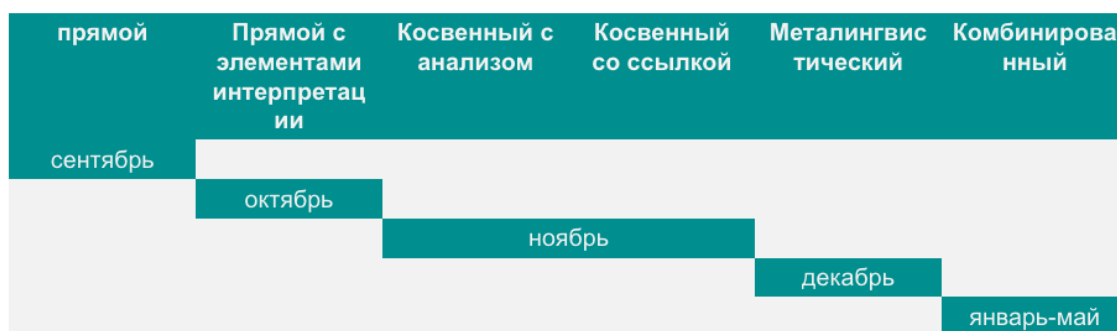 прямой
Прямой с
элементами
интерпретац
ии
Косвенный с
анализом
Косвенный
со ссылкой
Металингвис
тический
Комбинирова
нный
сентябрь
октябрь
ноябрь
декабрь
январь-май